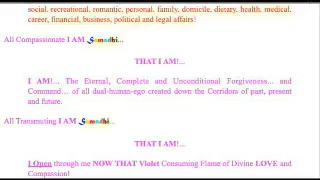 social, recreational, romantic, personal, family, domicile, dietary, health, medical,
career, financial, business, political and legal affairs!
All Compassionate I AM Samadhi...
THAT I AM!...
I AM!... The Eternal, Complete and Unconditional Forgiveness... and
Command... of all dual-human-ego created down the Corridors of past, present
and future.
All Transmuting I AM Samadhi...
THAT I AM!...
I Open through me NOW THAT Violet Consuming Flame of Divine LOVE and
Compassion!